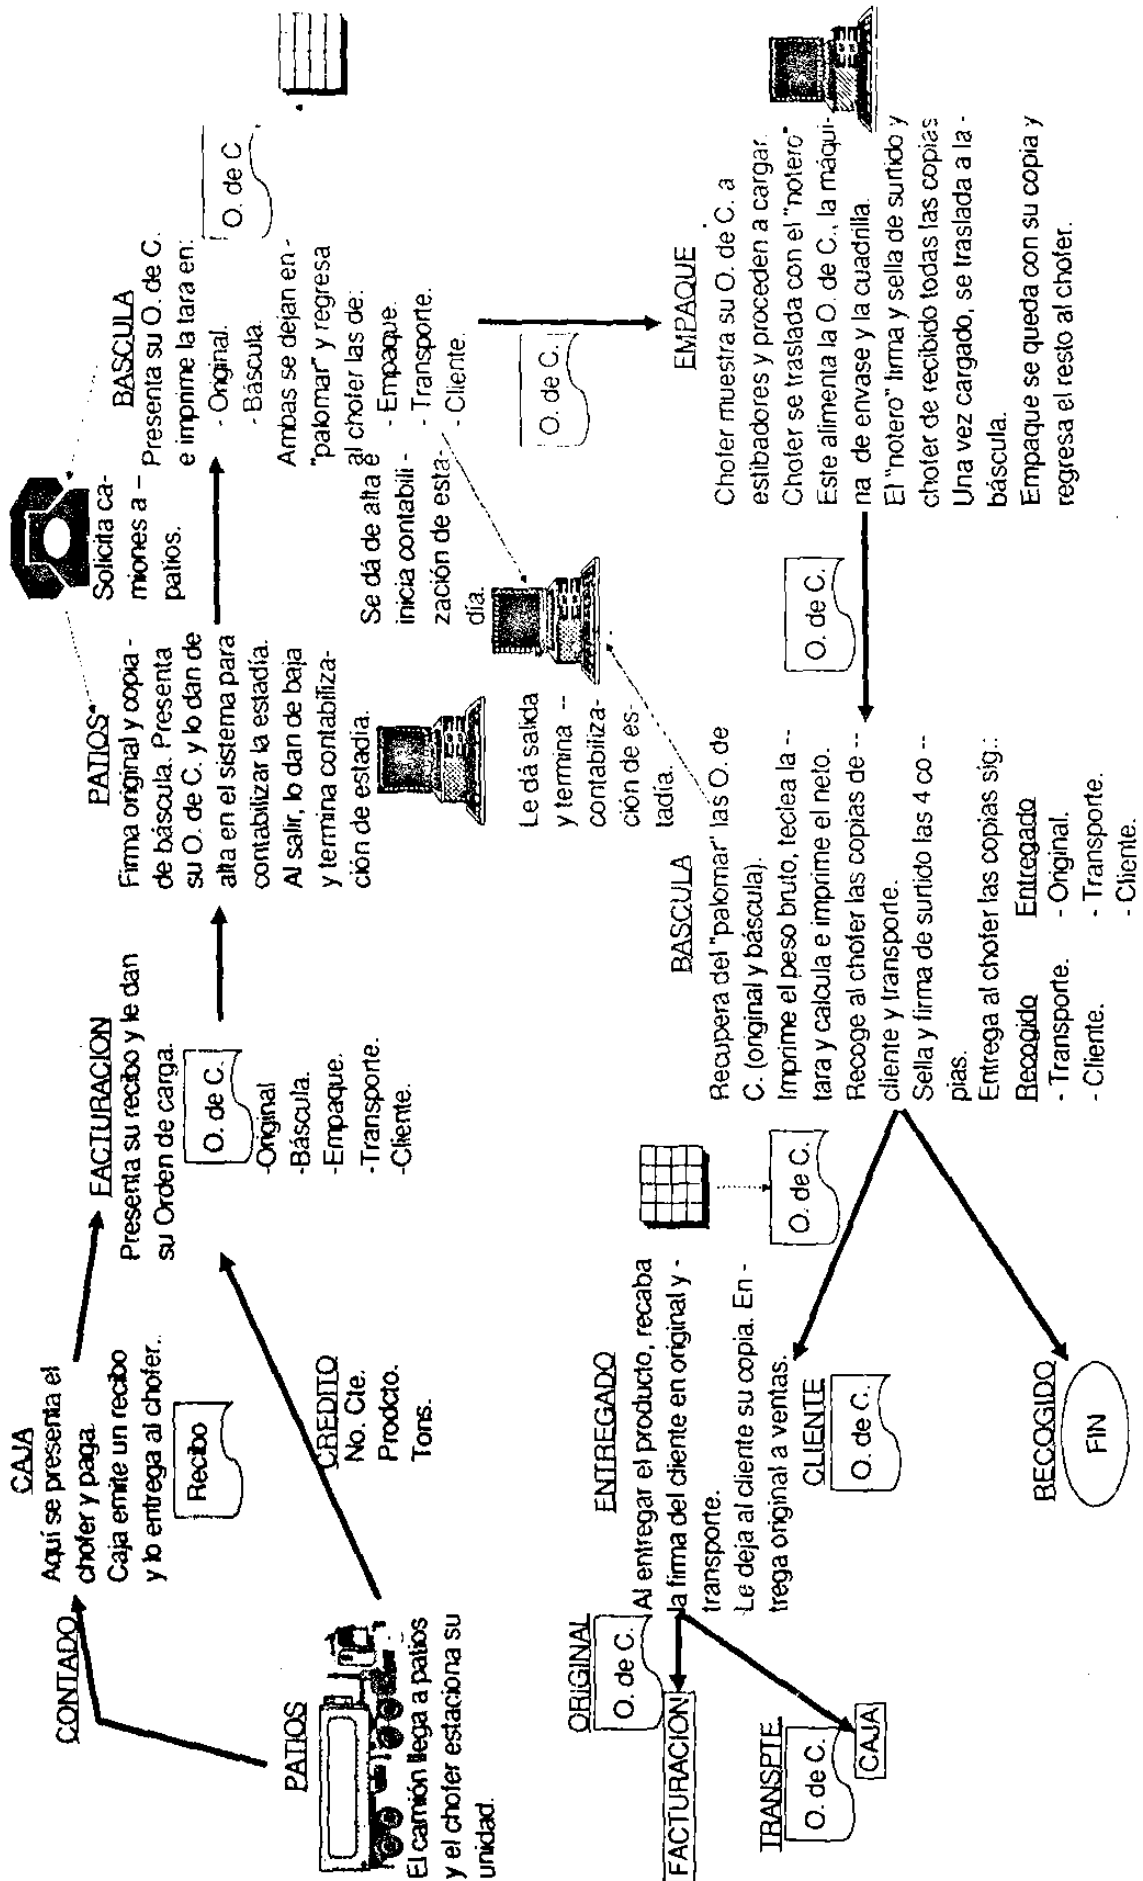 CONTADO
CAJA
Aquí se presenta el
chofer y paga.
Caja emite un recibo
y lo entrega al chofer..
Recibo
PATIOS
El camión llega a patios
y el chofer estaciona su
unidad.
CREDITO
No. Cte.
Prodcto.
Tons.
FACTURACION
Presenta su recibo y le dan
su Orden de carga.
O. de C.
-Original
-Báscula.
-Empaque.
-Transporte.
-Cliente.
PATIOS
Firma original y copia -
de báscula. Presenta
su O. de C. y lo dan de
alta en el sistema para
contabilizar la estadía.
Al salir, lo dan de baja
y termina contabiliza-
ción de estadía.
Solicita ca-
miones a -
patios.
BASCULA
Presenta su O. de C.
e imprime la tara en:
- Original.
- Báscula.
Ambas se dejan en -
"palomar" y regresa
al chofer las de:
- Empaque.
- Transporte.
- Cliente.
O. de C
Se dá de alta e
inicia contabili -
zación de esta-
día.
Le dá salida
y termina --
contabiliza-
ción de es-
tadía.
O. de C.
EMPAQUE
Chofer muestra su O. de C. a
estibadores y proceden a cargar.
Chofer se traslada con el "notero"
Este alimenta la O. de C., la máqui-
na de envase y la cuadrilla.
El "notero" firma y sella de surtido y
chofer de recibido todas las copias
Una vez cargado, se traslada a la -
báscula.
Empaque se queda con su copia y
regresa el resto al chofer.
O. de C.
BASCULA
Recupera del "palomar" las O. de
C. (original y báscula).
Imprime el peso bruto, teclea la --
tara y calcula e imprime el neto.
Recoge al chofer las copias de --
cliente y transporte.
Sella y firma de surtido las 4 co --
pias.
Entrega al chofer las copias sig.:
Recogido Entregado
- Transporte. - Original.
- Cliente. - Transporte.
- Cliente.
O. de C.
ENTREGADO
Al entregar el producto, recaba
la firma del cliente en original y -
transporte.
Le deja al cliente su copia. En -
trega original a ventas.
CLIENTE
O. de C.
RECOGIDO
FIN
ORIGINAL
O. de C.
FACTURACION
TRANSPTE.
O. de C.
CAJA